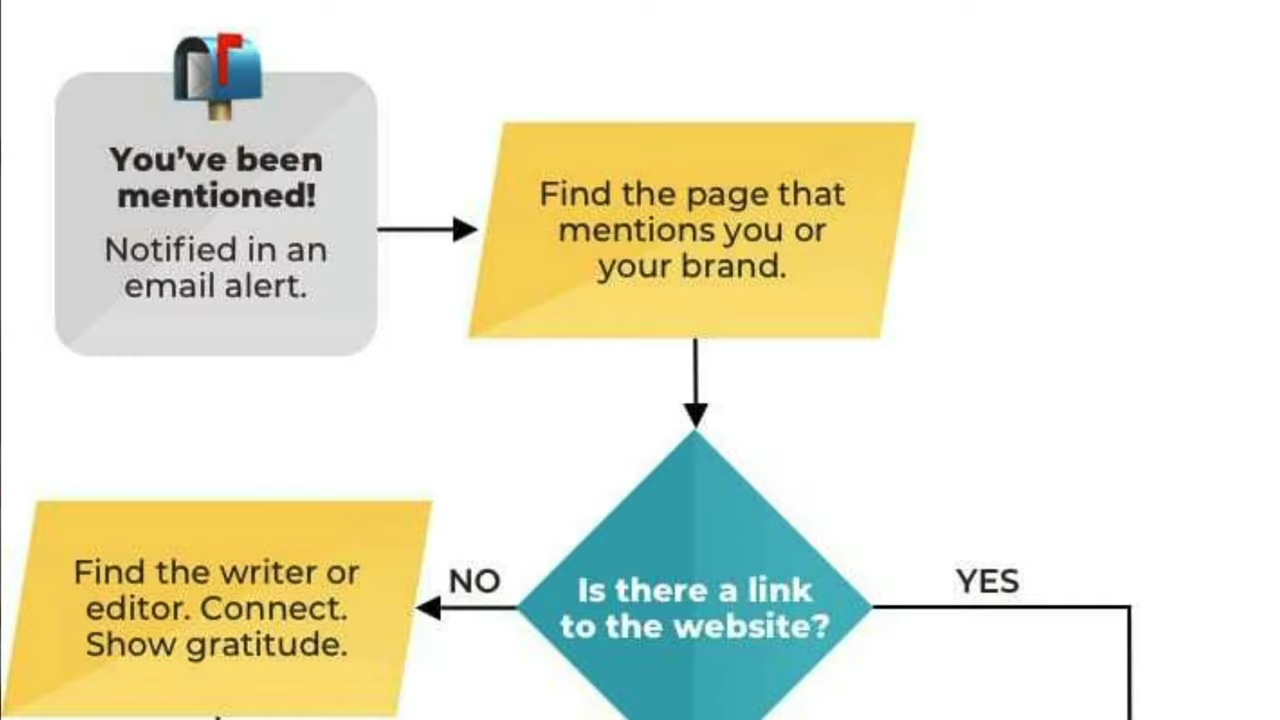 You've been
mentioned!
Notified in an
email alert.
Find the page that
mentions you or
your brand.
Is there a link
to the website?
NO
YES
Find the writer or
editor. Connect.
Show gratitude.